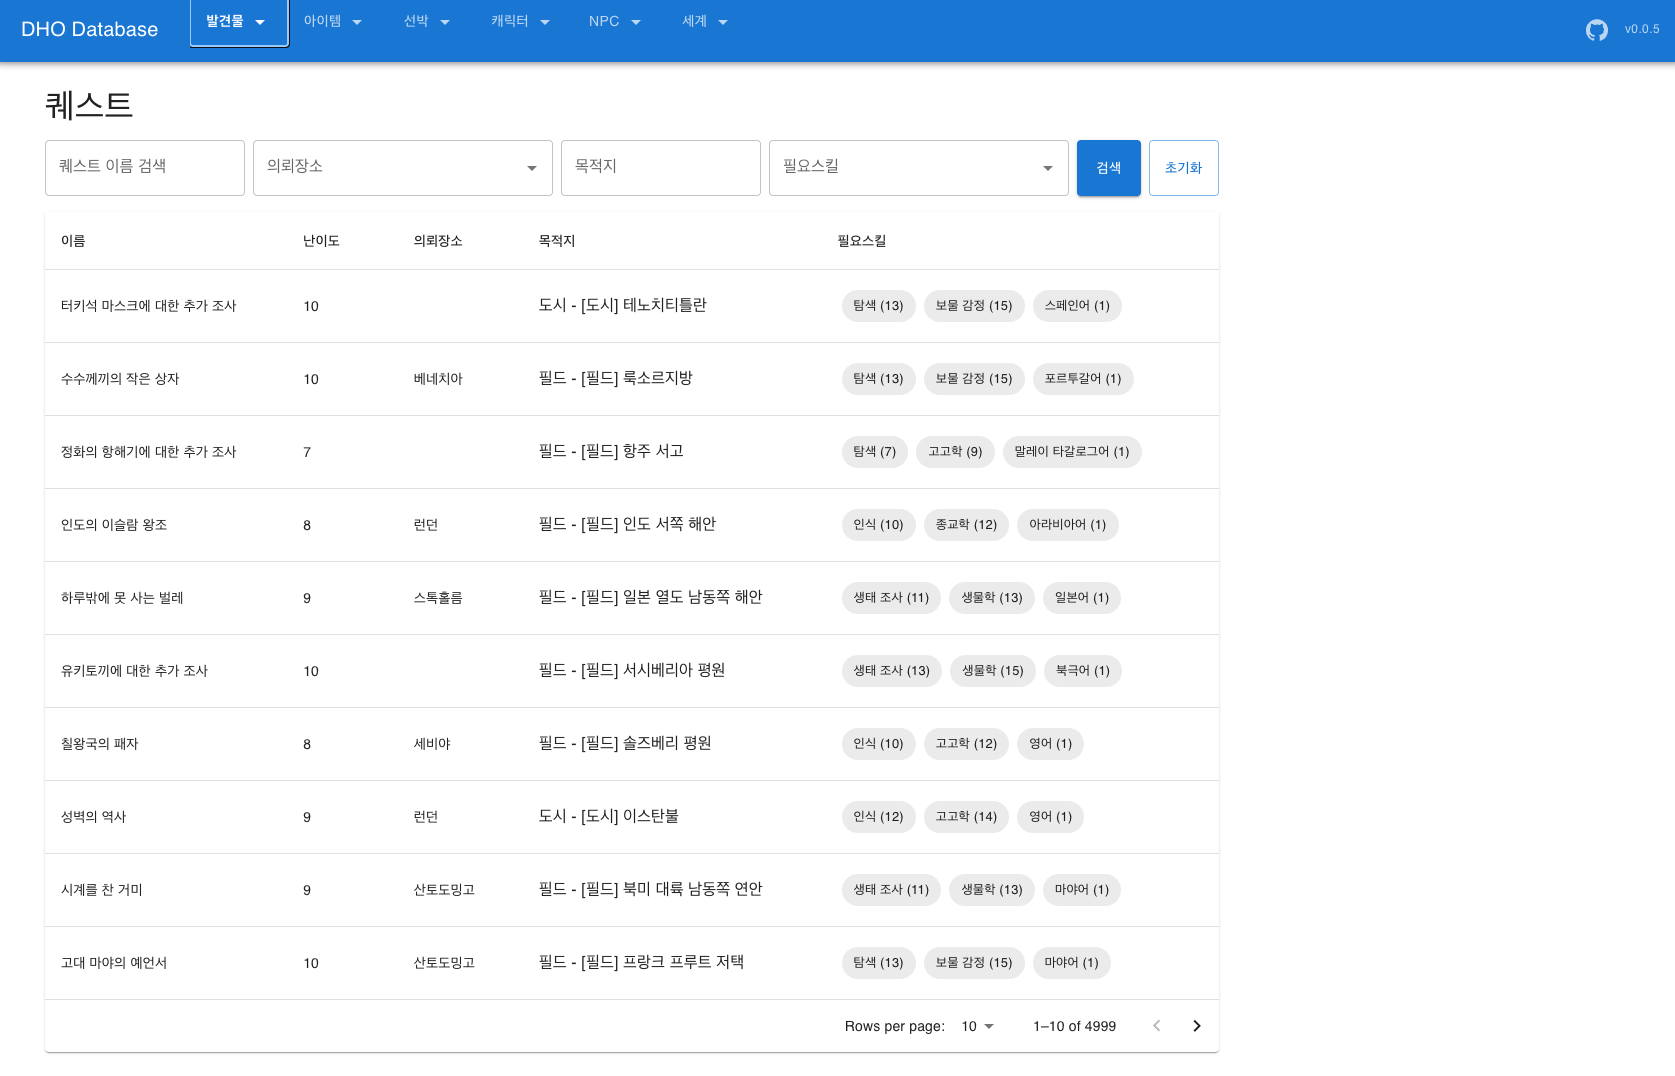 DHO Database 발견물 아이템 선박 캐릭터 NPC 세계 v0.0.5
퀘스트
퀘스트 이름 검색 의뢰장소 목적지 필요스킬 검색 초기화
이름 난이도 의뢰장소 목적지 필요스킬
터키석 마스크에 대한 추가 조사 10 도시 - [도시] 테노치티틀란 탐색 (13) 보물 감정 (15) 스페인어 (1)
수수께끼의 작은 상자 10 베네치아 필드 - [필드] 룩소르지방 탐색 (13) 보물 감정 (15) 포르투갈어 (1)
정화의 항해기에 대한 추가 조사 7 필드 - [필드] 항주 서고 탐색 (7) 고고학 (9) 말레이 타갈로그어 (1)
인도의 이슬람 왕조 8 런던 필드 - [필드] 인도 서쪽 해안 인식 (10) 종교학 (12) 아라비아어 (1)
하루밖에 못 사는 벌레 9 스톡홀름 필드 - [필드] 일본 열도 남동쪽 해안 생태 조사 (11) 생물학 (13) 일본어 (1)
유키토끼에 대한 추가 조사 10 필드 - [필드] 서시베리아 평원 생태 조사 (13) 생물학 (15) 북극어 (1)
칠왕국의 패자 8 세비야 필드 - [필드] 솔즈베리 평원 인식 (10) 고고학 (12) 영어 (1)
성벽의 역사 9 런던 도시 - [도시] 이스탄불 인식 (12) 고고학 (14) 영어 (1)
시계를 찬 거미 9 산토도밍고 필드 - [필드] 북미 대륙 남동쪽 연안 생태 조사 (11) 생물학 (13) 마야어 (1)
고대 마야의 예언서 10 산토도밍고 필드 - [필드] 프랑크 프루트 저택 탐색 (13) 보물 감정 (15) 마야어 (1)
Rows per page: 10 1–10 of 4999